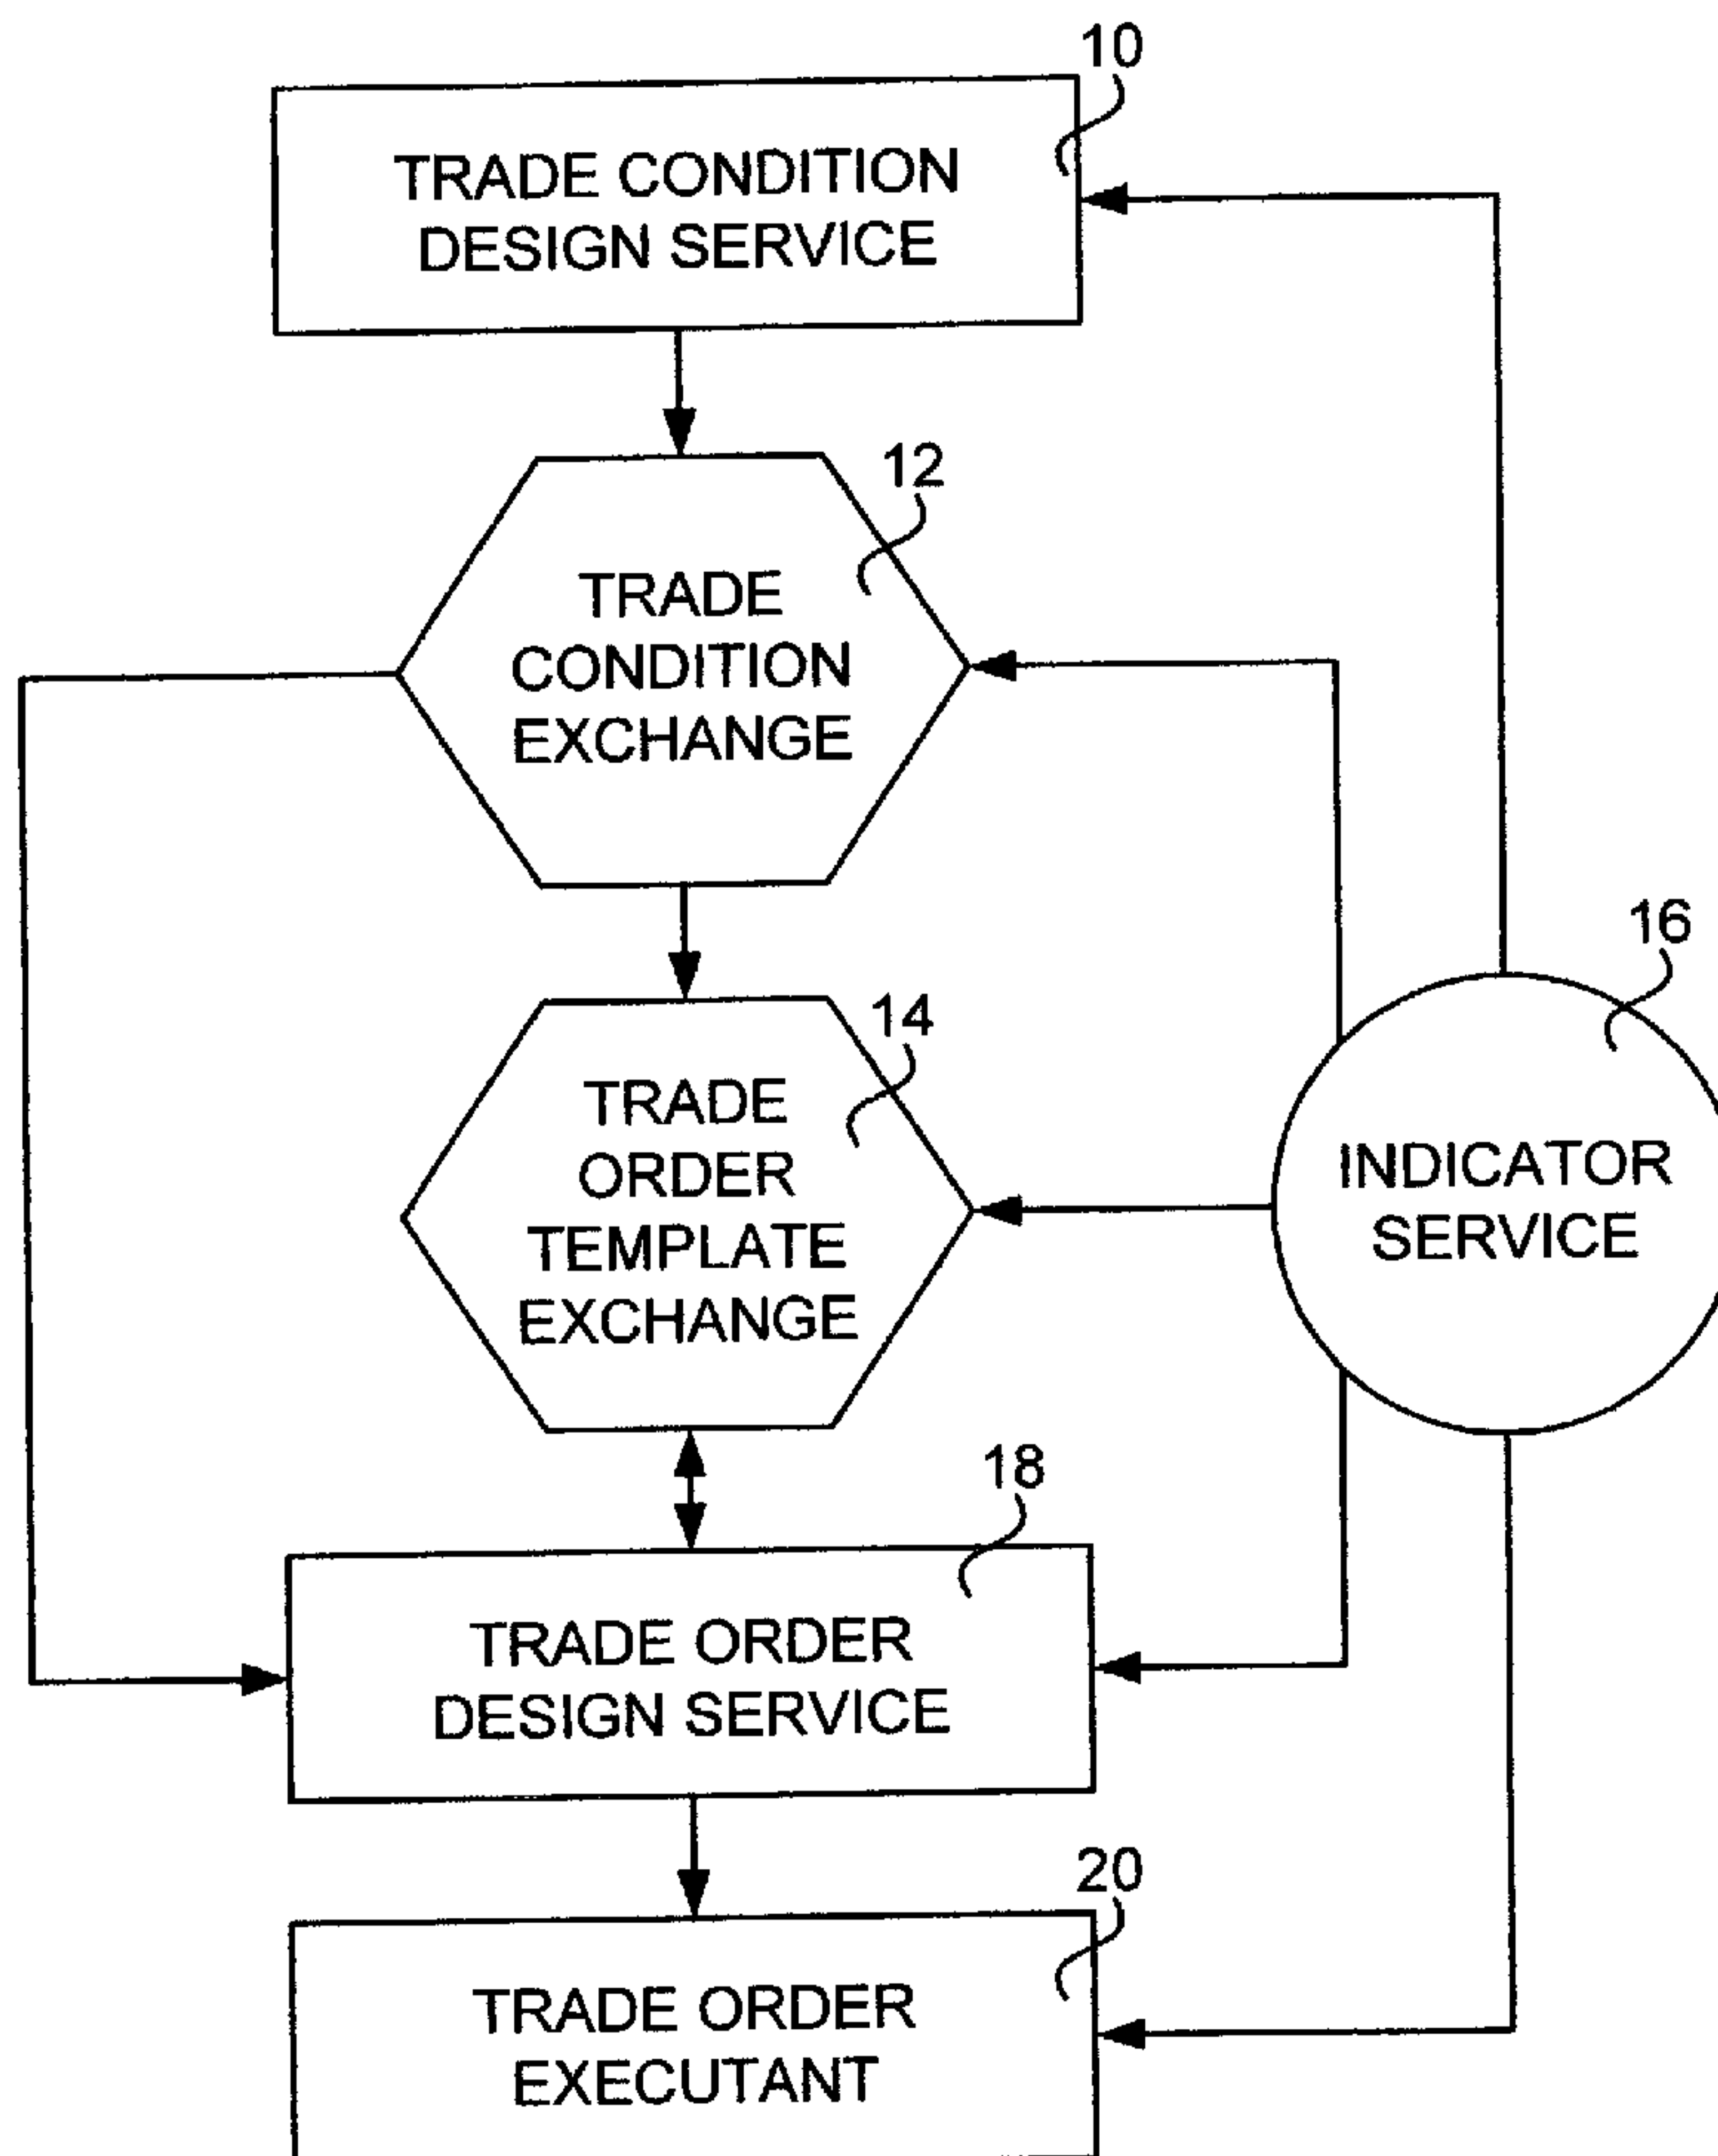 10
TRADE CONDITION
DESIGN SERVICE
12
TRADE
CONDITION
EXCHANGE
14
TRADE
ORDER
TEMPLATE
EXCHANGE
16
INDICATOR
SERVICE
18
TRADE ORDER
DESIGN SERVICE
20
TRADE ORDER
EXECUTANT